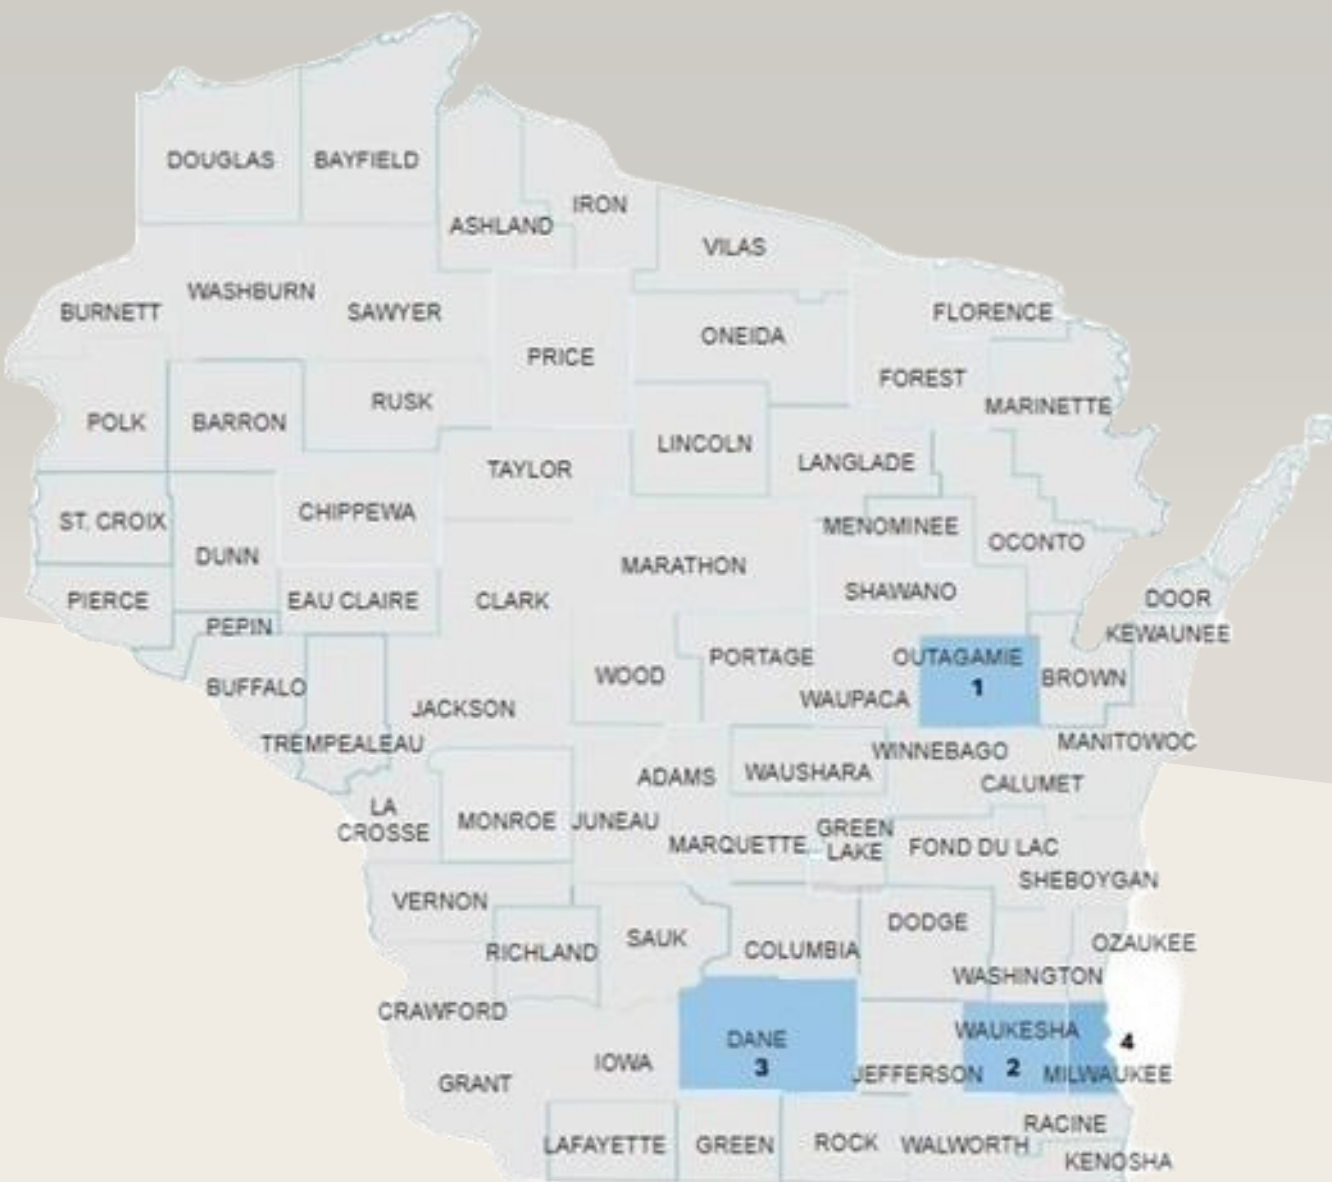 DOUGLAS
BAYFIELD
ASHLAND
IRON
VILAS
BURNETT
WASHBURN
SAWYER
PRICE
ONEIDA
FLORENCE
FOREST
MARINETTE
POLK
BARRON
RUSK
LINCOLN
TAYLOR
LANGLADE
ST. CROIX
CHIPPEWA
DUNN
MENOMINEE
OCONTO
MARATHON
SHAWANO
PIERCE
EAU CLAIRE
CLARK
DOOR
PEPIN
KEWAUNEE
WOOD
PORTAGE
OUTAGAMIE
1
BROWN
BUFFALO
WAUPACA
JACKSON
TREMPEALEAU
WINNEBAGO
MANITOWOC
ADAMS
WAUSHARA
CALUMET
LA
CROSSE
MONROE
JUNEAU
MARQUETTE
GREEN
LAKE
FOND DU LAC
SHEBOYGAN
VERNON
RICHLAND
SAUK
COLUMBIA
DODGE
OZAUKEE
WASHINGTON
CRAWFORD
DANE
3
WAUKESHA
2
4
MILWAUKEE
IOWA
JEFFERSON
GRANT
LAFAYETTE
GREEN
ROCK
WALWORTH
RACINE
KENOSHA